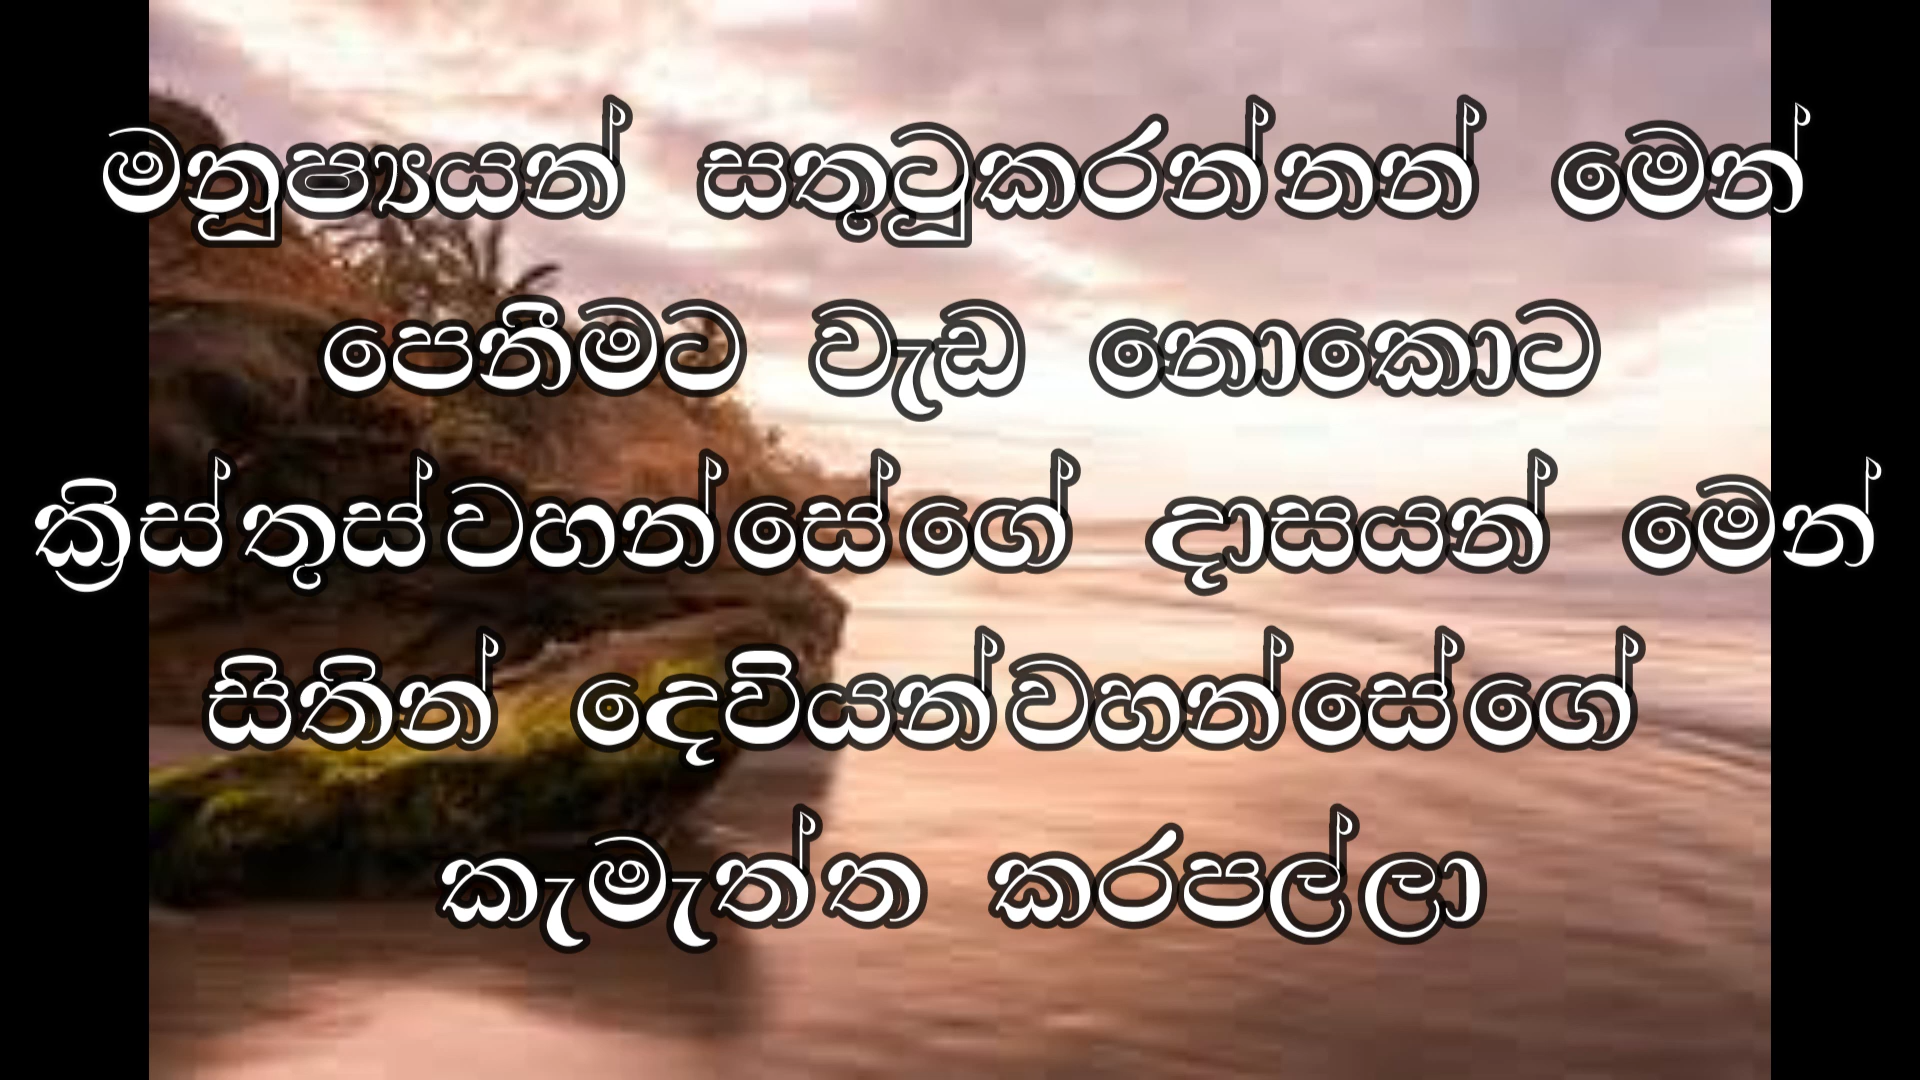 මනුෂ්‍යයන් සතුටුකරන්නන් මෙන්
පෙනීමට වැඩ නොකොට
ක්‍රිස්තුස්වහන්සේගේ දාසයන් මෙන්
සිතින් දෙවියන්වහන්සේගේ
කැමැත්ත කරපල්ලා